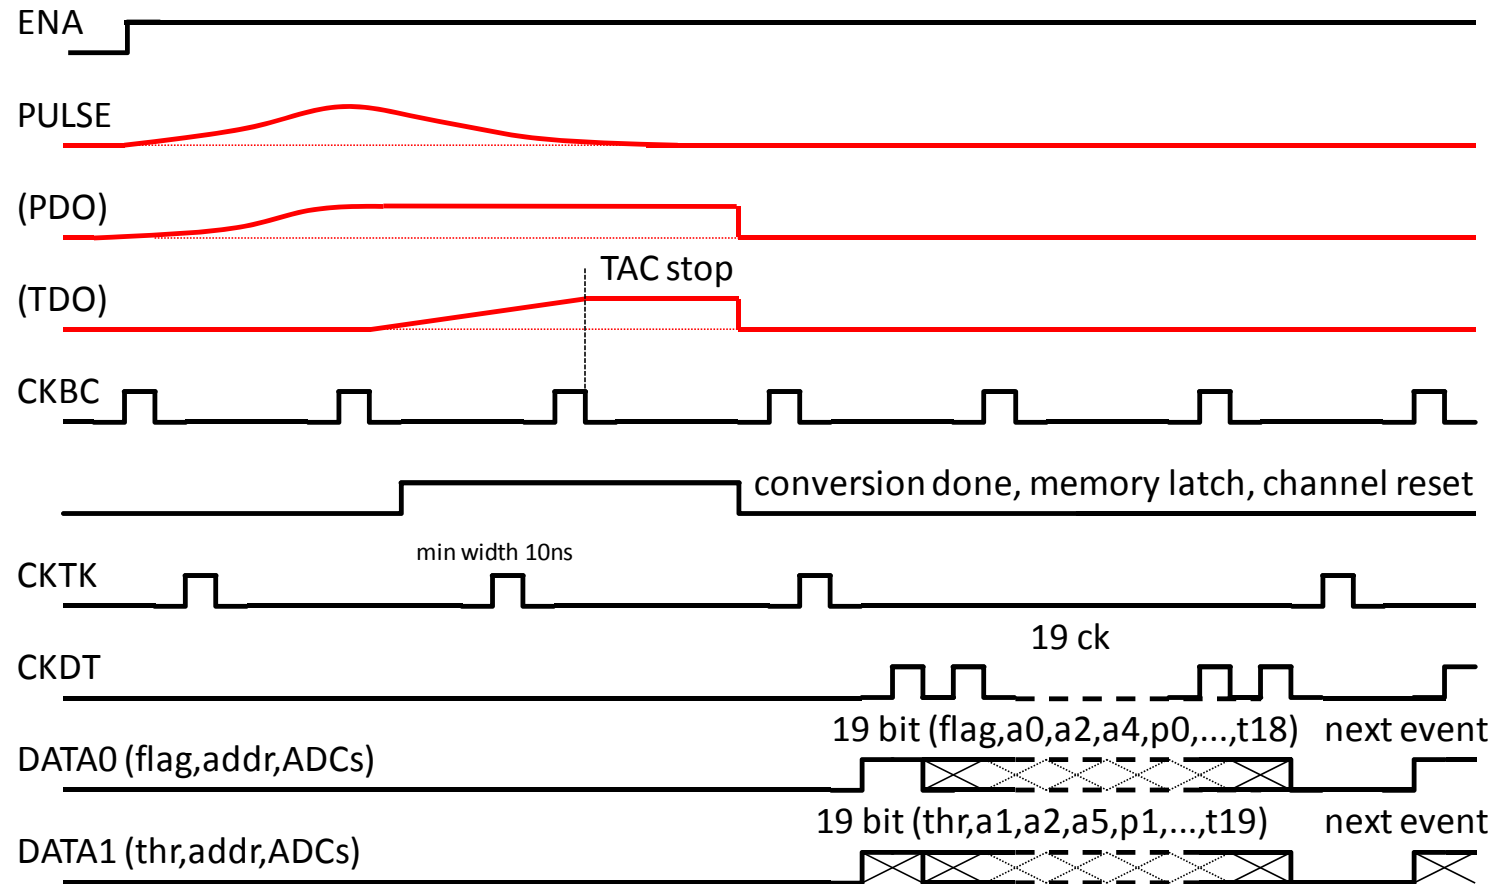 ENA
PULSE
(PDO)
TAC stop
(TDO)
CKBC
conversion done, memory latch, channel reset
min width 10ns
CKTK
19 ck
CKDT
19 bit (flag,a0,a2,a4,p0,...,t18) next event
DATA0 (flag,addr,ADCs)
19 bit (thr,a1,a2,a5,p1,...,t19) next event
DATA1 (thr,addr,ADCs)